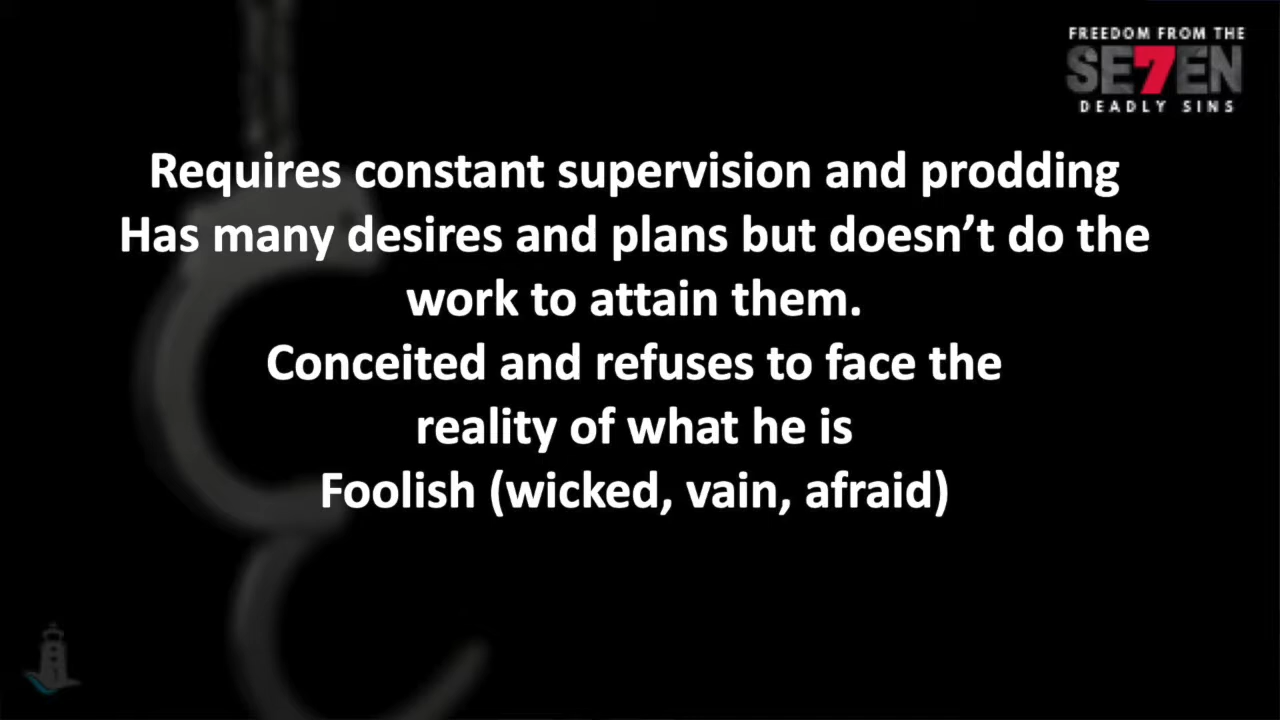 FREEDOM FROM THE
SE7EN
DEADLY SINS
Requires constant supervision and prodding
Has many desires and plans but doesn’t do the
work to attain them.
Conceited and refuses to face the
reality of what he is
Foolish (wicked, vain, afraid)